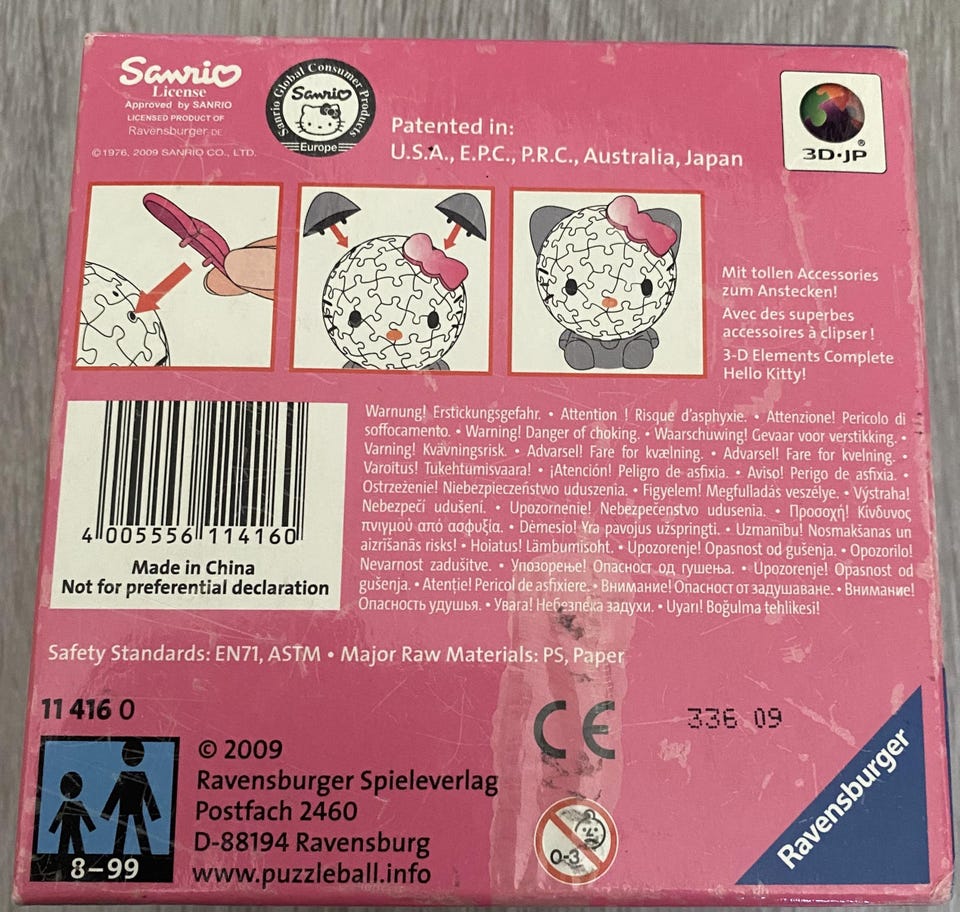 Sanrio
License
Approved by SANRIO
LICENSED PRODUCT OF
Ravensburger DE
©1976, 2009 SANRIO CO., LTD.
Sanrio Global Consumer Products
Sanrio
Europe
Patented in:
U.S.A., E.P.C., P.R.C., Australia, Japan
3D·JP®
Mit tollen Accessories
zum Anstecken!
Avec des superbes
accessoires à clipser !
3-D Elements Complete
Hello Kitty!
Warnung! Erstickungsgefahr. • Attention ! Risque d'asphyxie. • Attenzione! Pericolo di
soffocamento. • Warning! Danger of choking. • Waarschuwing! Gevaar voor verstikking. •
Varning! Kvävningsrisk. • Advarsel! Fare for kvælning. • Advarsel! Fare for kvelning. •
Varoitus! Tukehtumisvaara! • ¡Atención! Peligro de asfixia. • Aviso! Perigo de asfixia. •
Ostrzeżenie! Niebezpieczeństwo uduszenia. • Figyelem! Megfulladás veszélye. • Výstraha!
Nebezpečí udušení. • Upozornenie! Nebezpečenstvo udusenia. • Προσοχή! Κίνδυνος
πνιγμού από ασφυξία. • Dėmesio! Yra pavojus užspringti. • Uzmanību! Nosmakšanas un
aizrīšanās risks! • Hoiatus! Lämbumisoht. • Upozorenje! Opasnost od gušenja. • Opozorilo!
Nevarnost zadušitve. • Упозорење! Опасност од гушења. • Upozorenje! Opasnost od
gušenja. • Atenție! Pericol de asfixiere. • Внимание! Опасност от задушаване. • Внимание!
Опасность удушья. • Увага! Небезпека задухи. • Uyarı! Boğulma tehlikesi!
4 005556 114160
Made in China
Not for preferential declaration
Safety Standards: EN71, ASTM • Major Raw Materials: PS, Paper
11 416 0
CE
336 09
8–99
© 2009
Ravensburger Spieleverlag
Postfach 2460
D-88194 Ravensburg
www.puzzleball.info
0-3
Ravensburger